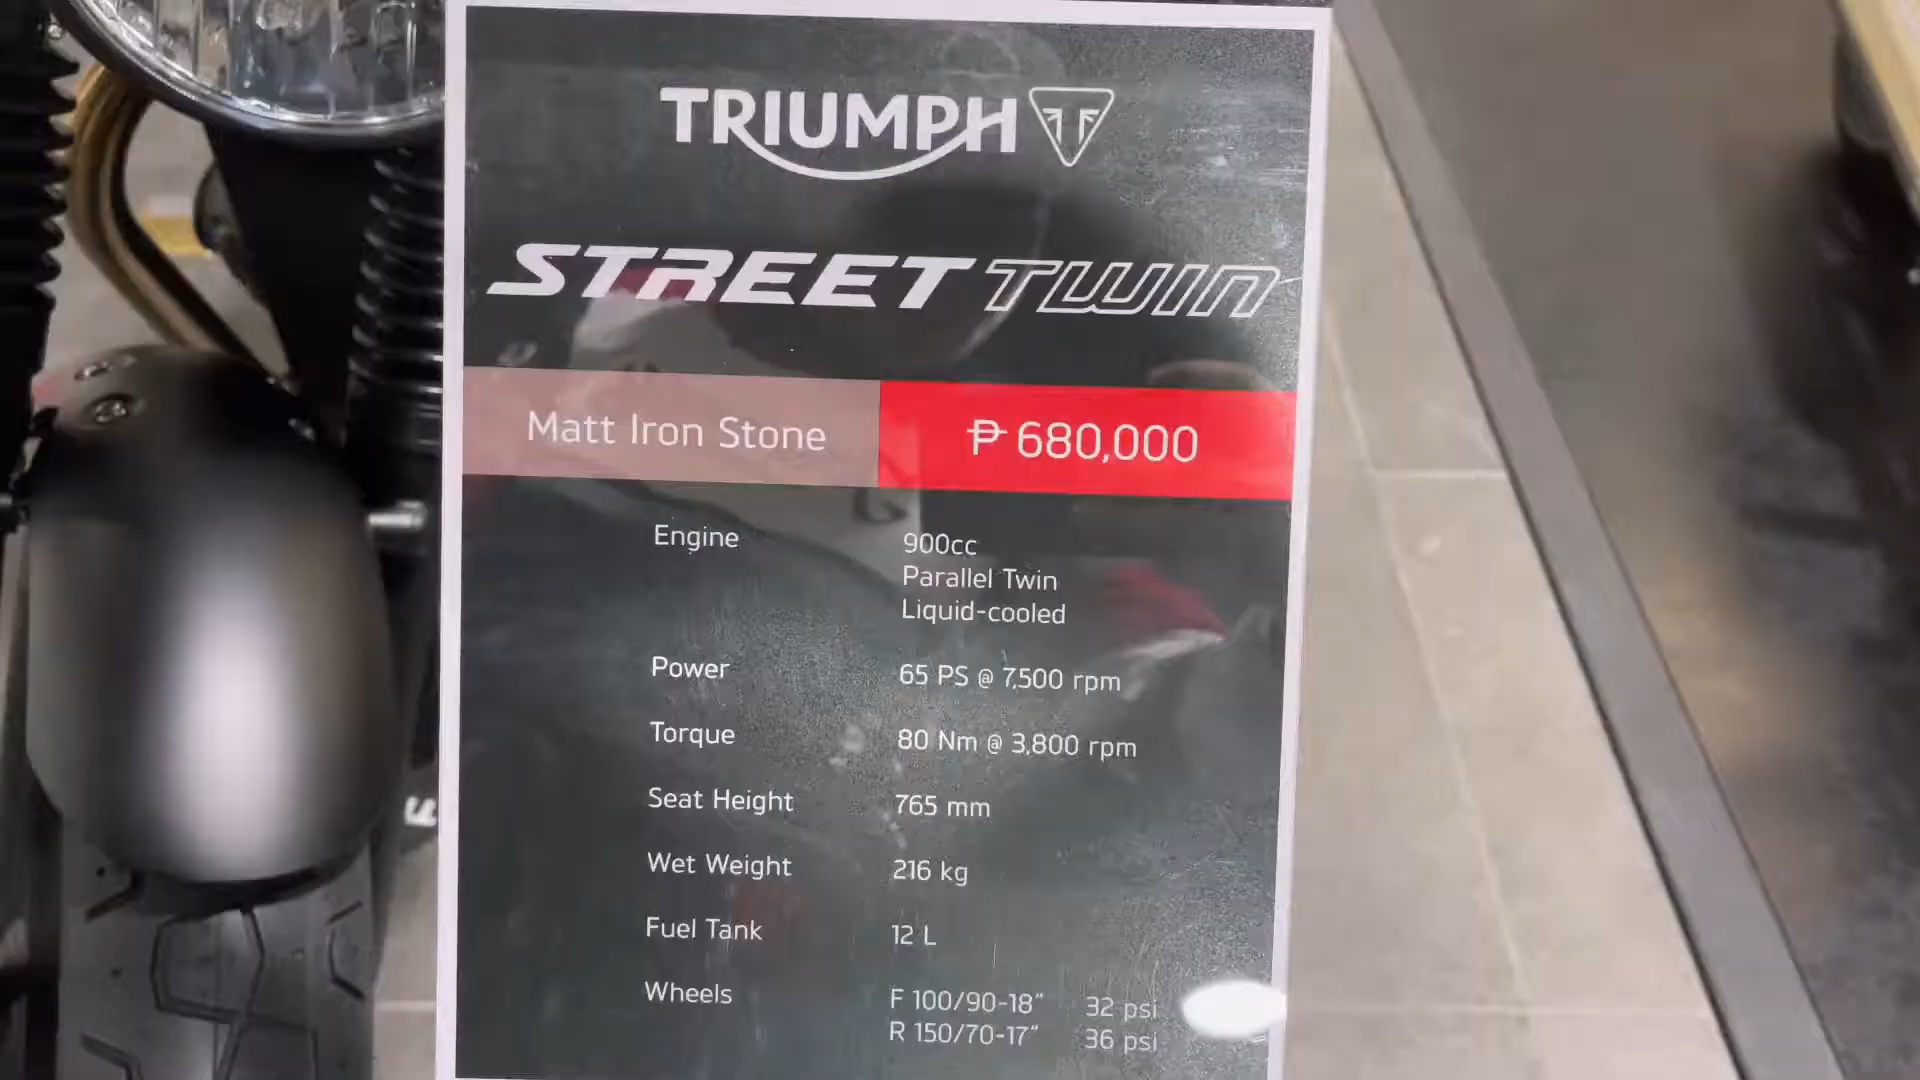 TRIUMPH
STREET TWIN
Matt Iron Stone ₱ 680,000
Engine 900cc
Parallel Twin
Liquid-cooled
Power 65 PS @ 7,500 rpm
Torque 80 Nm @ 3,800 rpm
Seat Height 765 mm
Wet Weight 216 kg
Fuel Tank 12 L
Wheels F 100/90-18" 32 psi
R 150/70-17" 36 psi